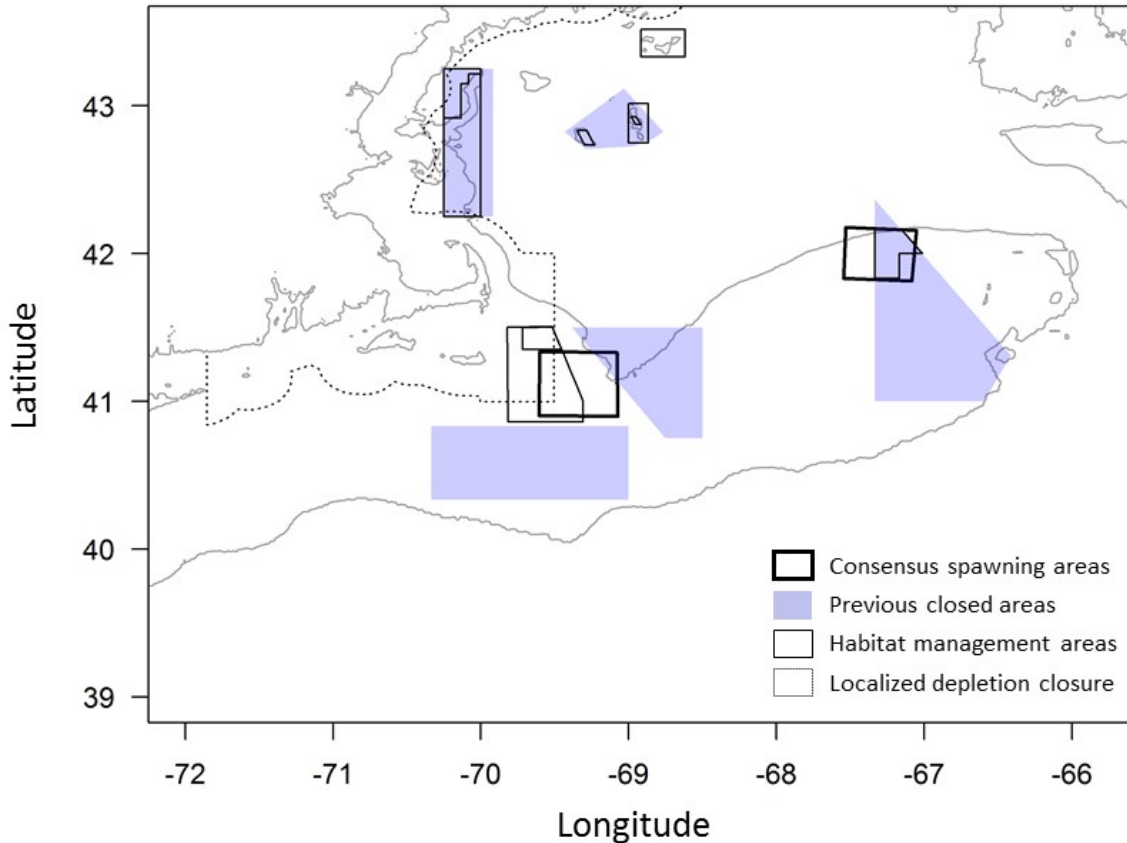 Latitude
43
42
41
40
39
Consensus spawning areas
Previous closed areas
Habitat management areas
Localized depletion closure
-72 -71 -70 -69 -68 -67 -66
Longitude